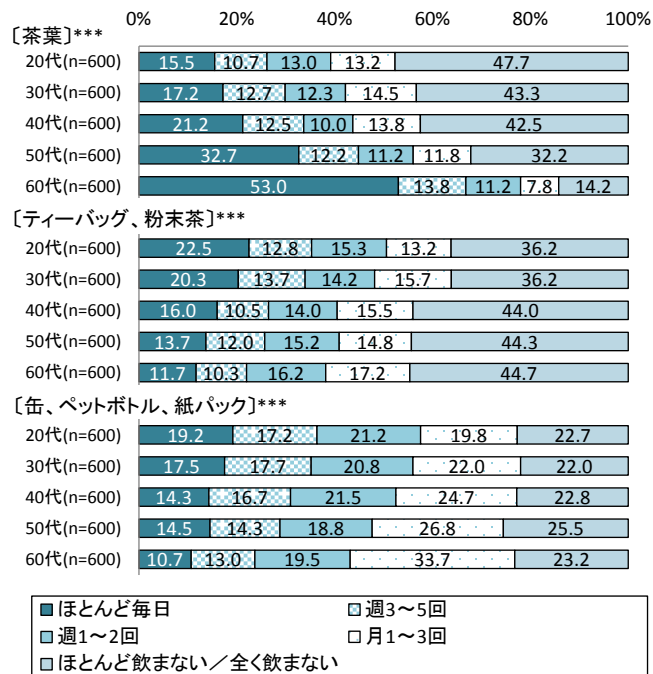 0% 20% 40% 60% 80% 100%
〔茶葉〕***
20代(n=600) 15.5 10.7 13.0 13.2 47.7
30代(n=600) 17.2 12.7 12.3 14.5 43.3
40代(n=600) 21.2 12.5 10.0 13.8 42.5
50代(n=600) 32.7 12.2 11.2 11.8 32.2
60代(n=600) 53.0 13.8 11.2 7.8 14.2
〔ティーバッグ、粉末茶〕***
20代(n=600) 22.5 12.8 15.3 13.2 36.2
30代(n=600) 20.3 13.7 14.2 15.7 36.2
40代(n=600) 16.0 10.5 14.0 15.5 44.0
50代(n=600) 13.7 12.0 15.2 14.8 44.3
60代(n=600) 11.7 10.3 16.2 17.2 44.7
〔缶、ペットボトル、紙パック〕***
20代(n=600) 19.2 17.2 21.2 19.8 22.7
30代(n=600) 17.5 17.7 20.8 22.0 22.0
40代(n=600) 14.3 16.7 21.5 24.7 22.8
50代(n=600) 14.5 14.3 18.8 26.8 25.5
60代(n=600) 10.7 13.0 19.5 33.7 23.2
ほとんど毎日 週3～5回
週1～2回 月1～3回
ほとんど飲まない／全く飲まない